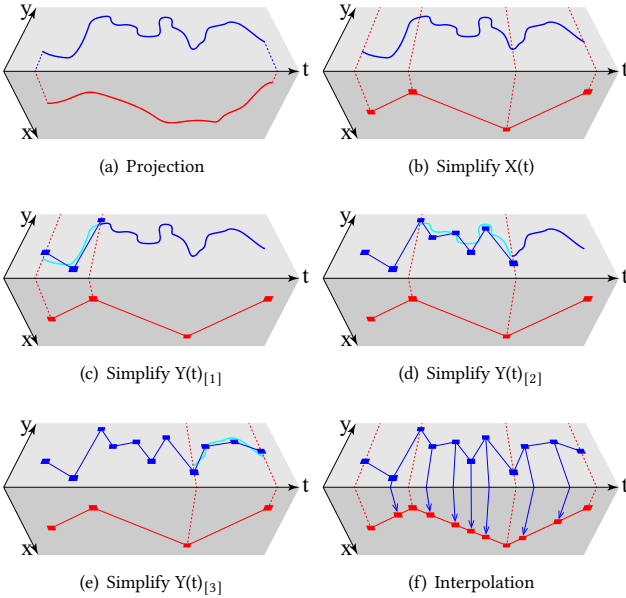 y
t
x
(a) Projection
y
t
x
(b) Simplify X(t)
y
t
x
(c) Simplify Y(t)[1]
y
t
x
(d) Simplify Y(t)[2]
y
t
x
(e) Simplify Y(t)[3]
y
t
x
(f) Interpolation